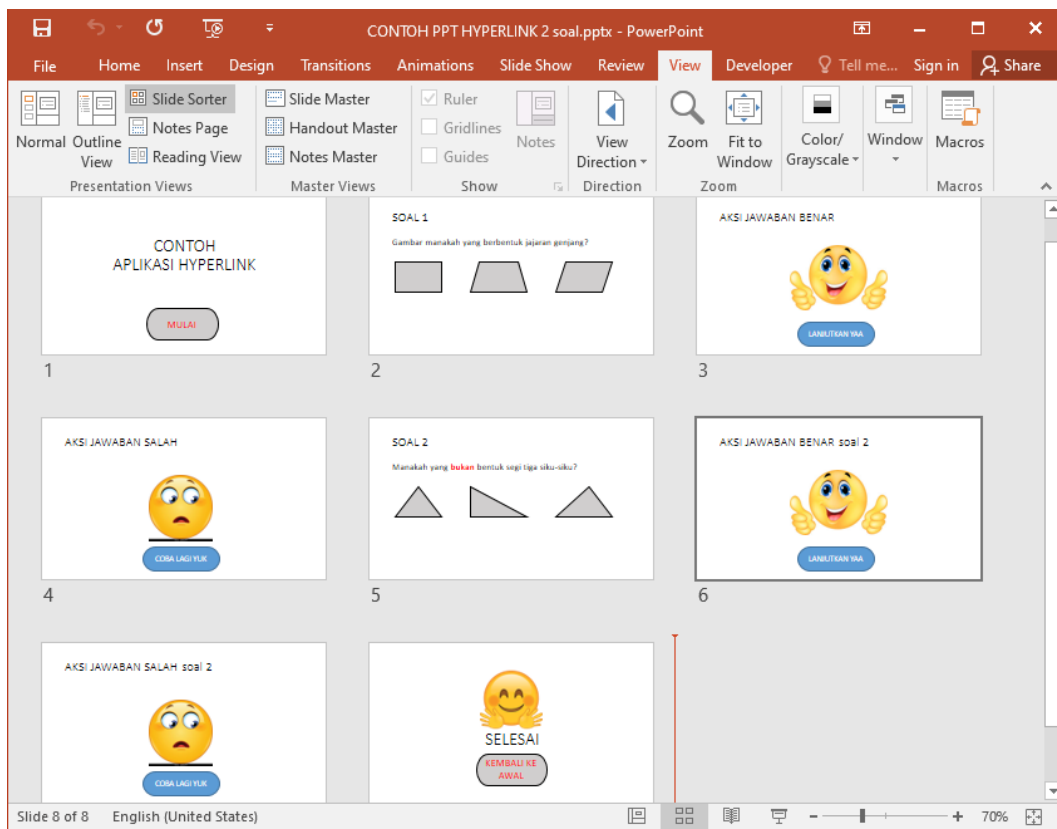 CONTOH PPT HYPERLINK 2 soal.pptx - PowerPoint
File Home Insert Design Transitions Animations Slide Show Review View Developer Tell me... Sign in Share
Normal
Outline View
Slide Sorter
Notes Page
Reading View
Presentation Views
Slide Master
Handout Master
Notes Master
Master Views
Ruler
Gridlines
Guides
Show
Notes
View Direction
Direction
Zoom
Fit to Window
Zoom
Color/ Grayscale
Window
Macros
Macros
CONTOH
APLIKASI HYPERLINK
MULAI
1
SOAL 1
Gambar manakah yang berbentuk jajaran genjang?
2
AKSI JAWABAN BENAR
LANJUTKAN YAA
3
AKSI JAWABAN SALAH
COBA LAGI YUK
4
SOAL 2
Manakah yang bukan bentuk segi tiga siku-siku?
5
AKSI JAWABAN BENAR soal 2
LANJUTKAN YAA
6
AKSI JAWABAN SALAH soal 2
COBA LAGI YUK
SELESAI
KEMBALI KE
AWAL
Slide 8 of 8 English (United States) 70%